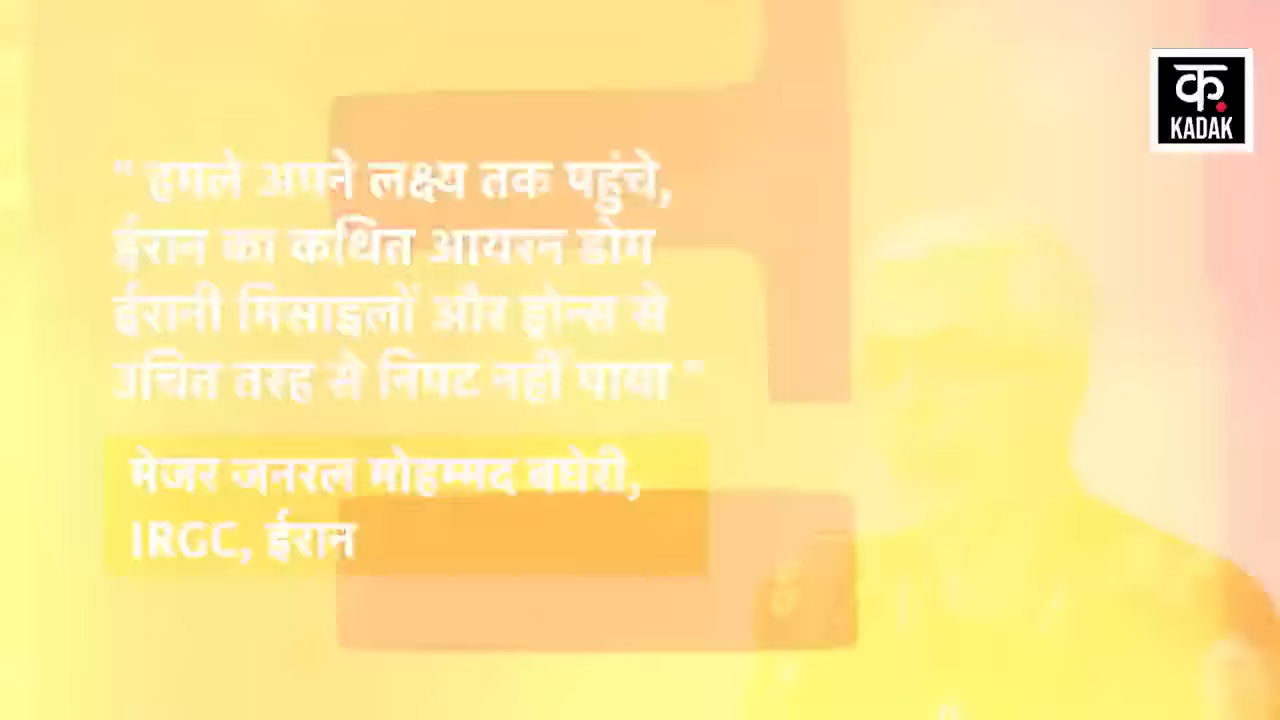 क.
KADAK
" हमले अपने लक्ष्य तक पहुंचे,
ईरान का कथित आयरन डोम
ईरानी मिसाइलों और ड्रोन्स से
उचित तरह से निपट नहीं पाया "
मेजर जनरल मोहम्मद बघेरी,
IRGC, ईरान